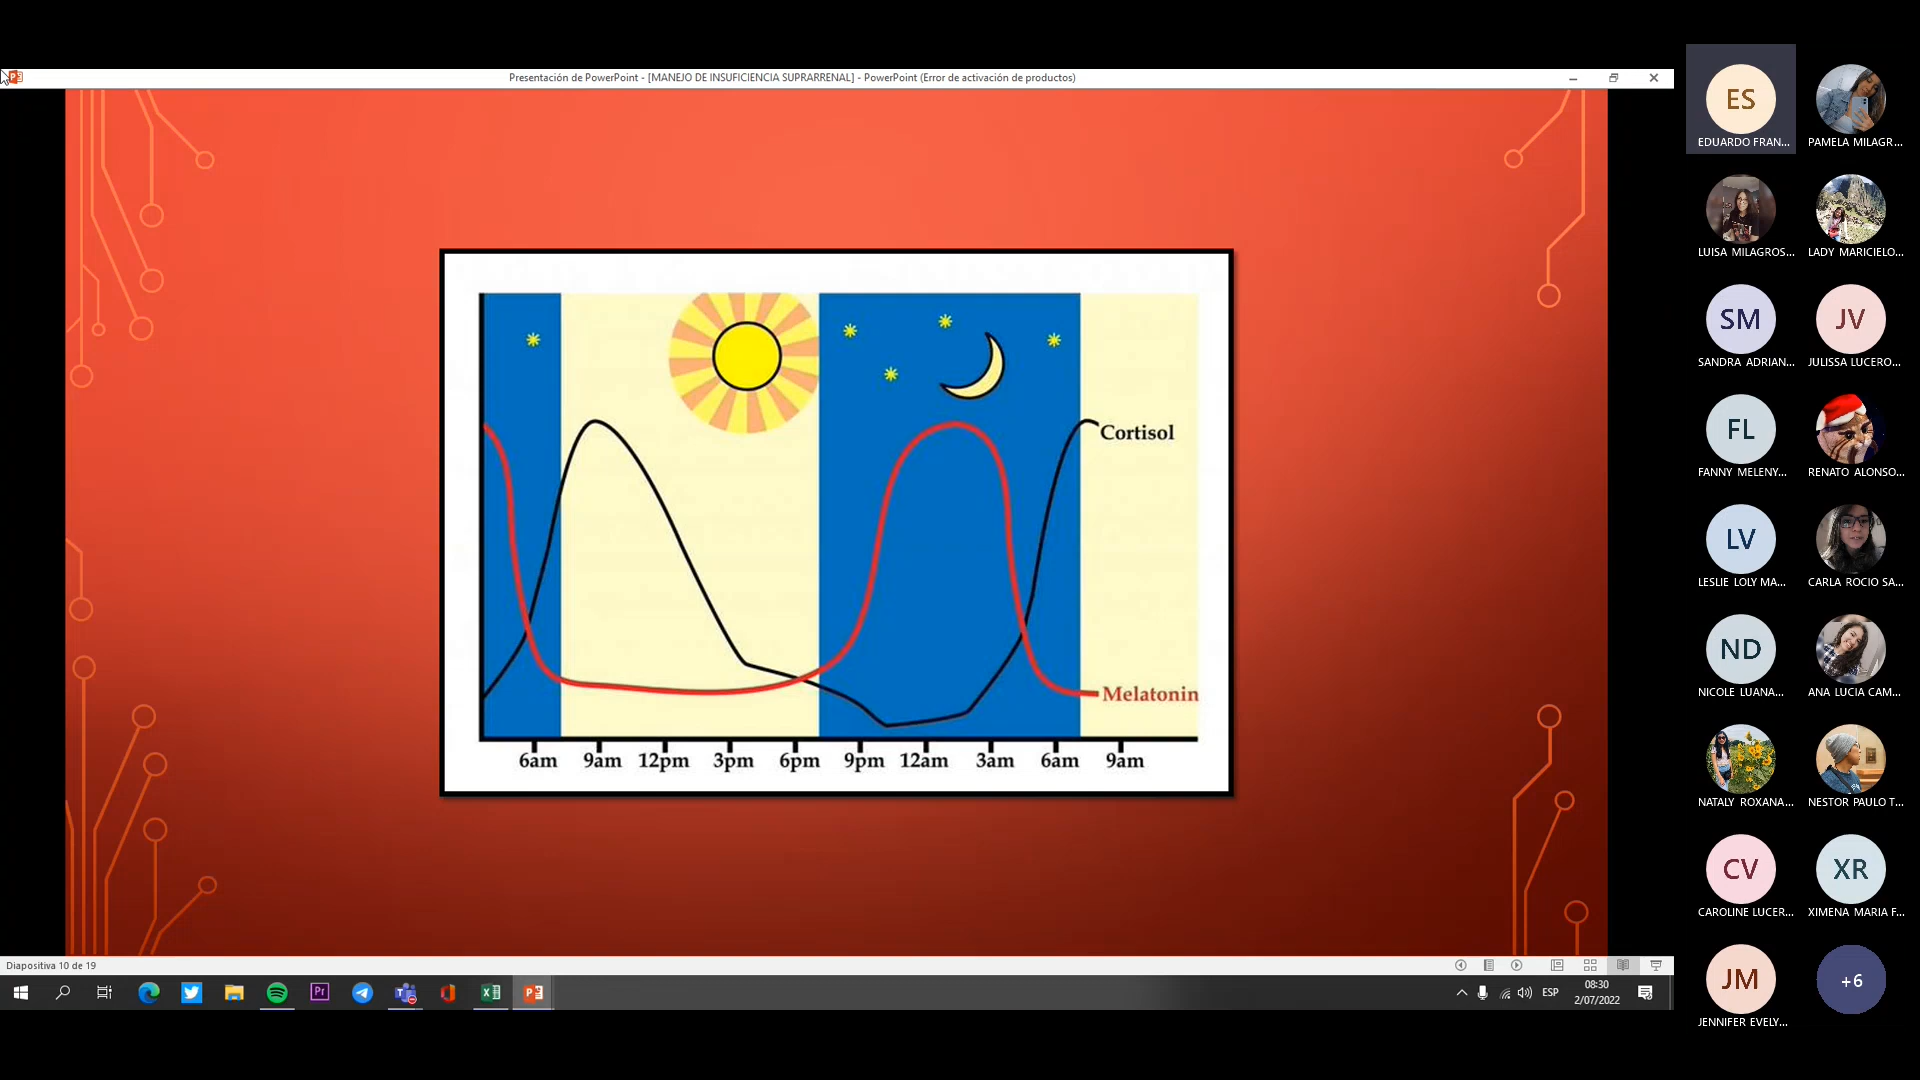 Presentación de PowerPoint - [MANEJO DE INSUFICIENCIA SUPRARRENAL] - PowerPoint (Error de activación de productos)
Cortisol
Melatonin
6am 9am 12pm 3pm 6pm 9pm 12am 3am 6am 9am
Diapositiva 10 de 19
Pr
ESP
08:30
2/07/2022
ES
EDUARDO FRAN...
PAMELA MILAGR...
LUISA MILAGROS...
LADY MARICIELO...
SM
SANDRA ADRIAN...
JV
JULISSA LUCERO...
FL
FANNY MELENY...
RENATO ALONSO...
LV
LESLIE LOLY MA...
CARLA ROCIO SA...
ND
NICOLE LUANA...
ANA LUCIA CAM...
NATALY ROXANA...
NESTOR PAULO T...
CV
CAROLINE LUCER...
XR
XIMENA MARIA F...
JM
JENNIFER EVELY...
+6